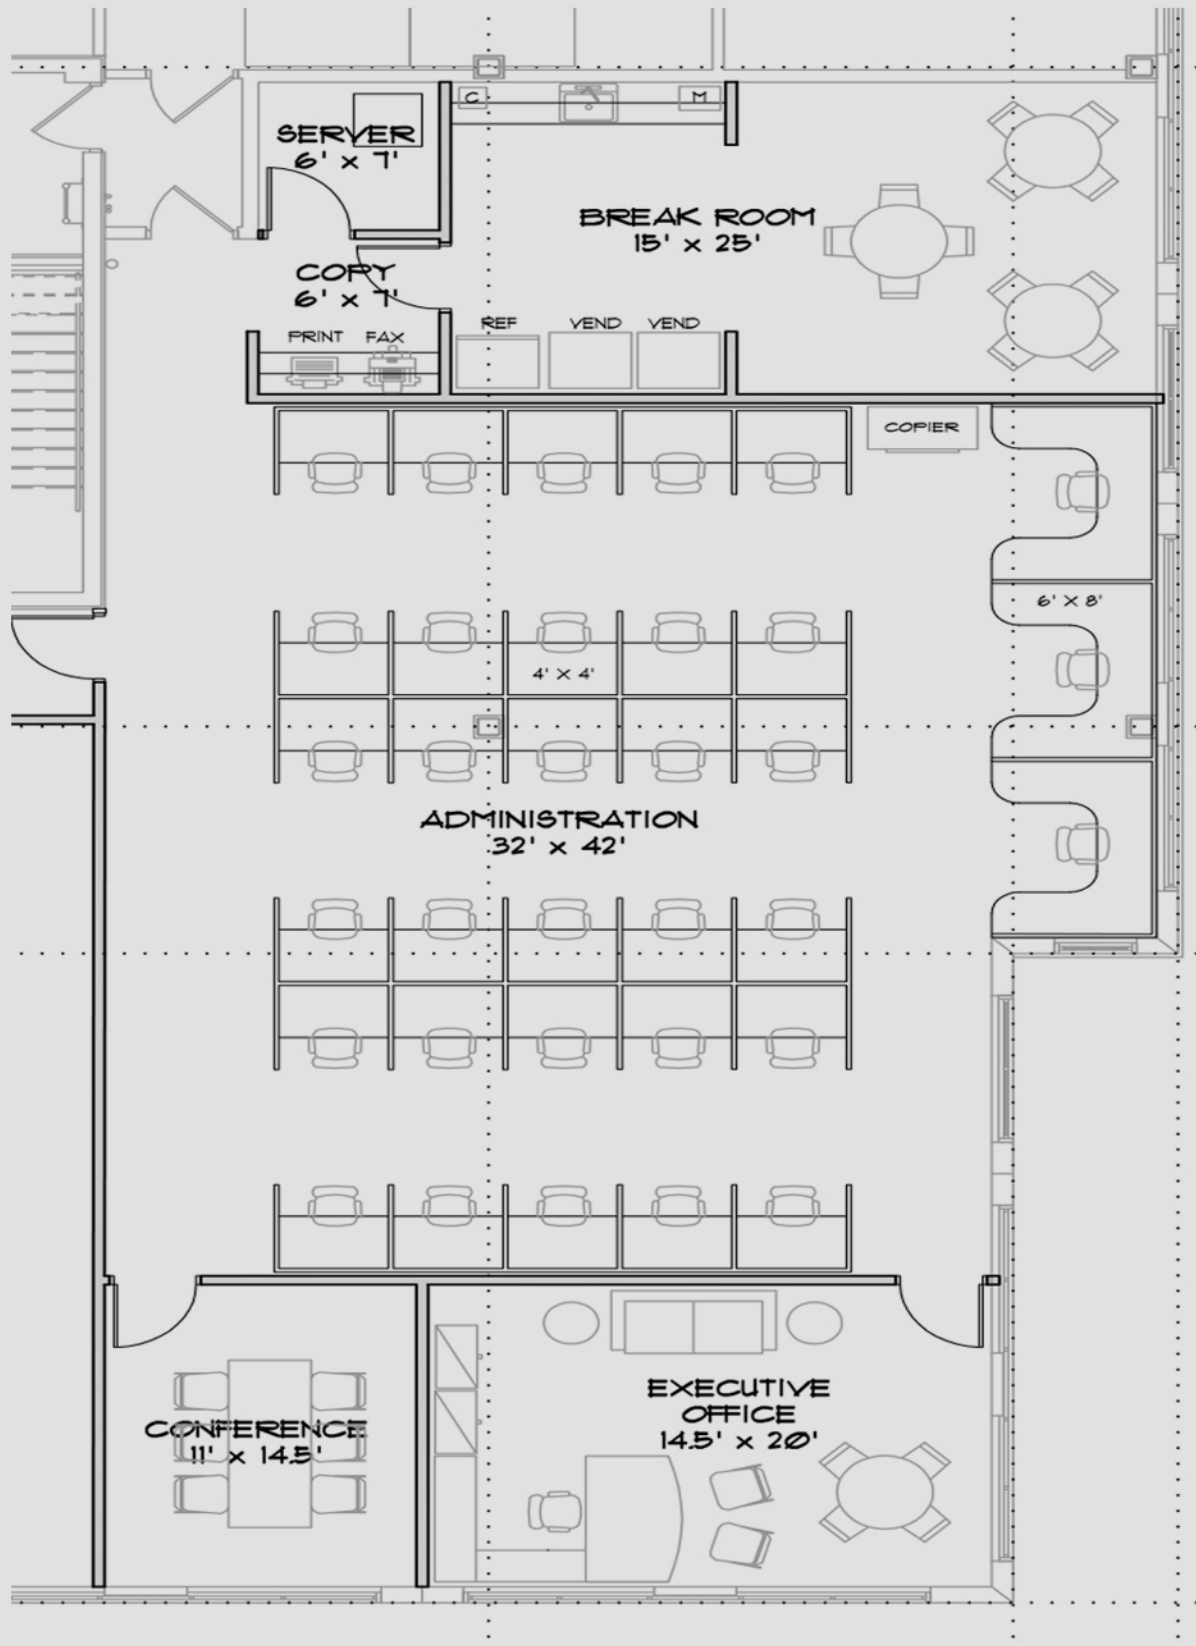 C
M
SERVER
6' x 7'
BREAK ROOM
15' x 25'
COPY
6' x 7'
PRINT
FAX
REF
VEND
VEND
COPIER
6' X 8'
4' X 4'
ADMINISTRATION
32' x 42'
EXECUTIVE
OFFICE
14.5' x 20'
CONFERENCE
11' x 14.5'